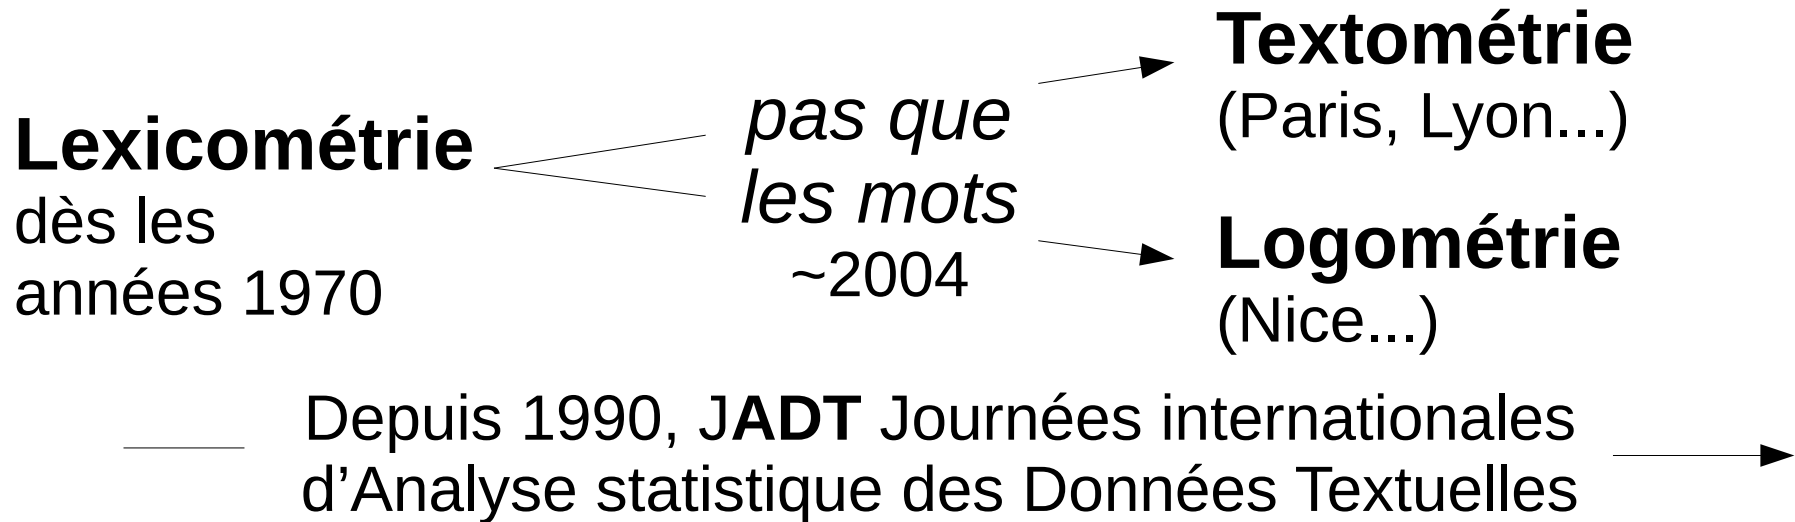 Lexicométrie
dès les
années 1970
pas que
les mots
~2004
Textométrie
(Paris, Lyon...)
Logométrie
(Nice...)
Depuis 1990, JADT Journées internationales
d’Analyse statistique des Données Textuelles